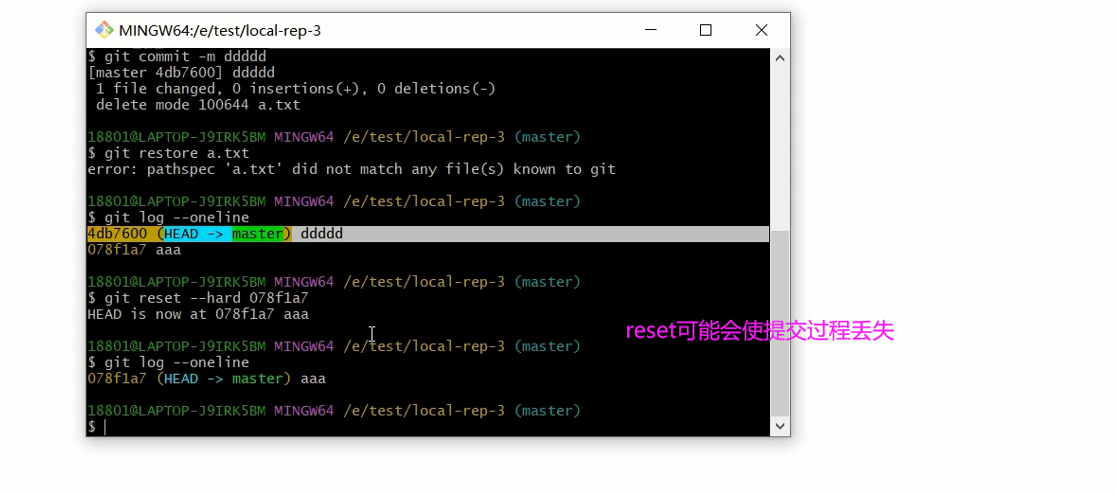 MINGW64:/e/test/local-rep-3
$ git commit -m ddddd
[master 4db7600] ddddd
 1 file changed, 0 insertions(+), 0 deletions(-)
 delete mode 100644 a.txt
18801@LAPTOP-J9IRK5BM MINGW64 /e/test/local-rep-3 (master)
$ git restore a.txt
error: pathspec 'a.txt' did not match any file(s) known to git
18801@LAPTOP-J9IRK5BM MINGW64 /e/test/local-rep-3 (master)
$ git log --oneline
4db7600 (HEAD -> master) ddddd
078f1a7 aaa
18801@LAPTOP-J9IRK5BM MINGW64 /e/test/local-rep-3 (master)
$ git reset --hard 078f1a7
HEAD is now at 078f1a7 aaa
reset可能会使提交过程丢失
18801@LAPTOP-J9IRK5BM MINGW64 /e/test/local-rep-3 (master)
$ git log --oneline
078f1a7 (HEAD -> master) aaa
18801@LAPTOP-J9IRK5BM MINGW64 /e/test/local-rep-3 (master)
$